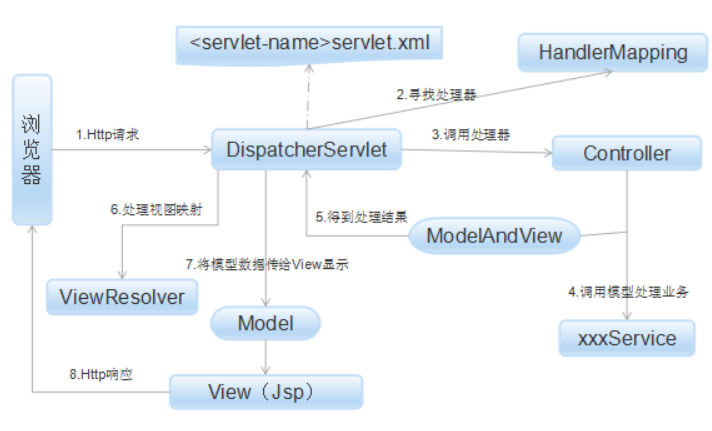 <servlet-name>servlet.xml
HandlerMapping
2.寻找处理器
浏
览
器
1.Http请求
DispatcherServlet
3.调用处理器
Controller
6.处理视图映射
5.得到处理结果
ModelAndView
7.将模型数据传给View显示
ViewResolver
4.调用模型处理业务
Model
xxxService
8.Http响应
View（Jsp）